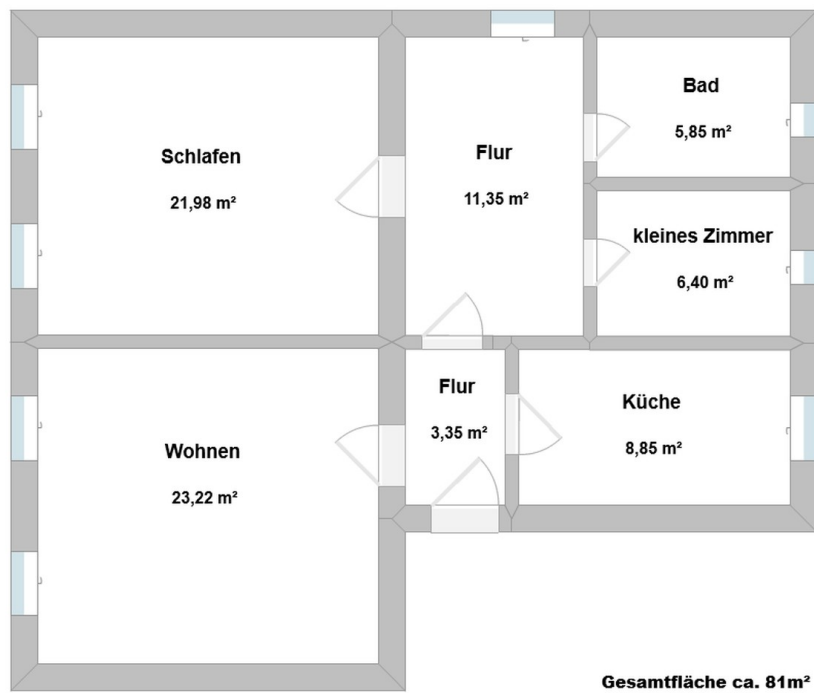 Schlafen
21,98 m²
Flur
11,35 m²
Bad
5,85 m²
kleines Zimmer
6,40 m²
Wohnen
23,22 m²
Flur
3,35 m²
Küche
8,85 m²
Gesamtfläche ca. 81m²